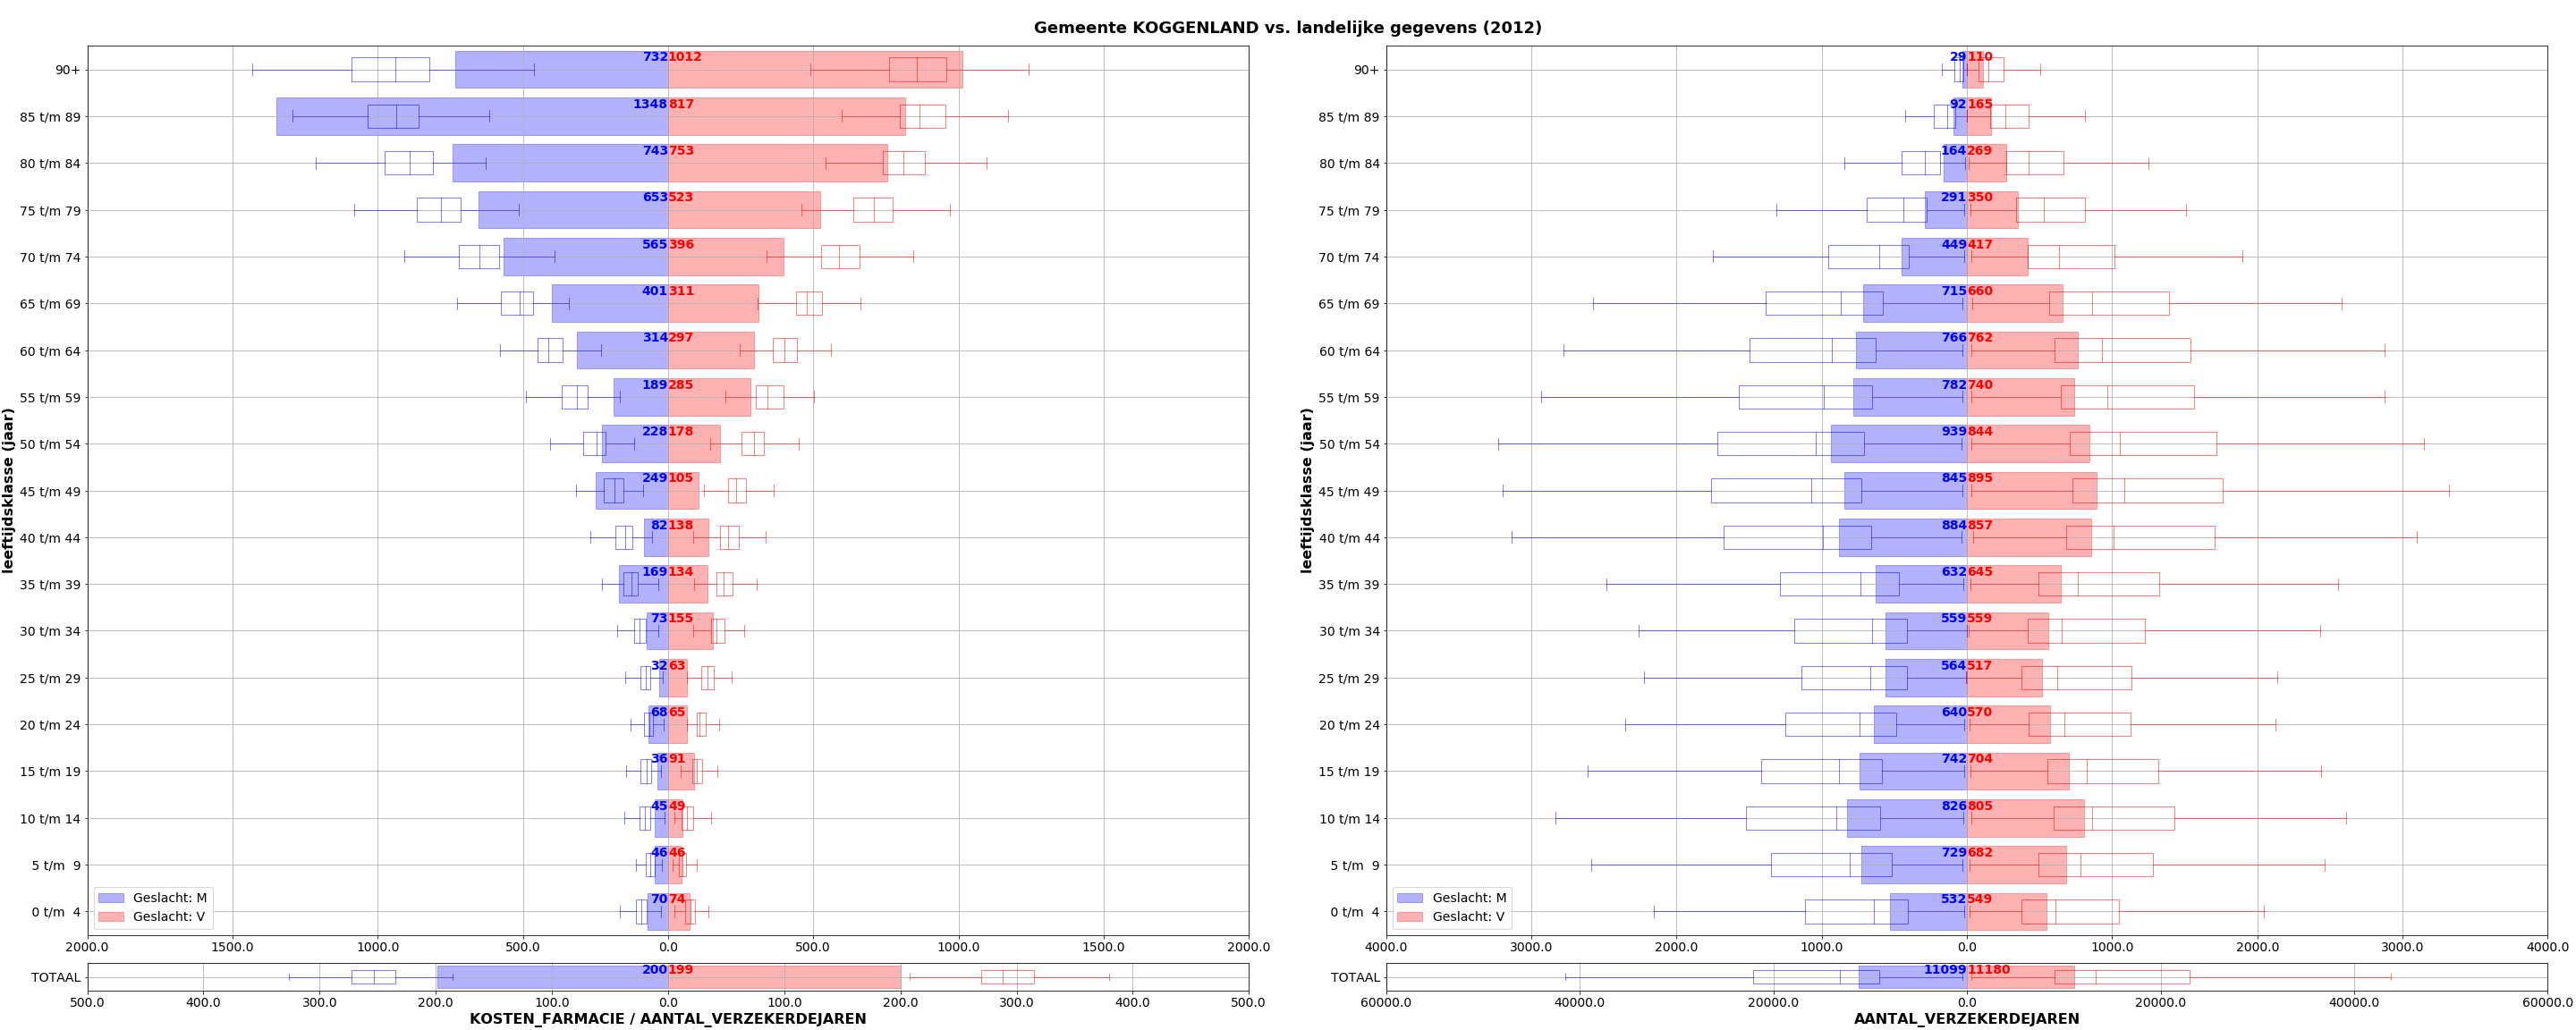 Gemeente KOGGENLAND vs. landelijke gegevens (2012)
leeftijdsklasse (jaar)
90+ 732 1012
85 t/m 89 1348 817
80 t/m 84 743 753
75 t/m 79 653 523
70 t/m 74 565 396
65 t/m 69 401 311
60 t/m 64 314 297
55 t/m 59 189 285
50 t/m 54 228 178
45 t/m 49 249 105
40 t/m 44 82 138
35 t/m 39 169 134
30 t/m 34 73 155
25 t/m 29 32 63
20 t/m 24 68 65
15 t/m 19 36 91
10 t/m 14 45 49
5 t/m 9 46 46
0 t/m 4 70 74
Geslacht: M
Geslacht: V
2000.0 1500.0 1000.0 500.0 0.0 500.0 1000.0 1500.0 2000.0
TOTAAL 200 199
500.0 400.0 300.0 200.0 100.0 0.0 100.0 200.0 300.0 400.0 500.0
KOSTEN_FARMACIE / AANTAL_VERZEKERDEJAREN
leeftijdsklasse (jaar)
90+ 29 110
85 t/m 89 92 165
80 t/m 84 164 269
75 t/m 79 291 350
70 t/m 74 449 417
65 t/m 69 715 660
60 t/m 64 766 762
55 t/m 59 782 740
50 t/m 54 939 844
45 t/m 49 845 895
40 t/m 44 884 857
35 t/m 39 632 645
30 t/m 34 559 559
25 t/m 29 564 517
20 t/m 24 640 570
15 t/m 19 742 704
10 t/m 14 826 805
5 t/m 9 729 682
0 t/m 4 532 549
Geslacht: M
Geslacht: V
4000.0 3000.0 2000.0 1000.0 0.0 1000.0 2000.0 3000.0 4000.0
TOTAAL 11099 11180
60000.0 40000.0 20000.0 0.0 20000.0 40000.0 60000.0
AANTAL_VERZEKERDEJAREN